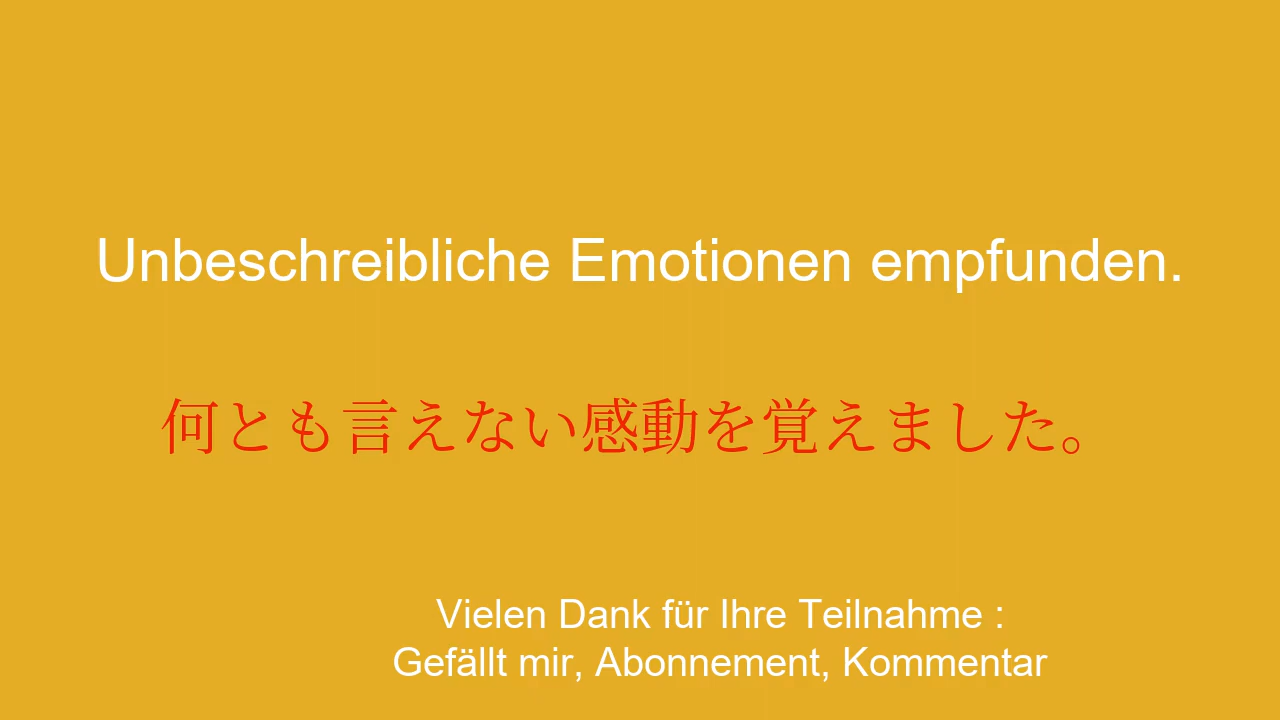 Unbeschreibliche Emotionen empfunden.
何とも言えない感動を覚えました。
Vielen Dank für Ihre Teilnahme :
Gefällt mir, Abonnement, Kommentar